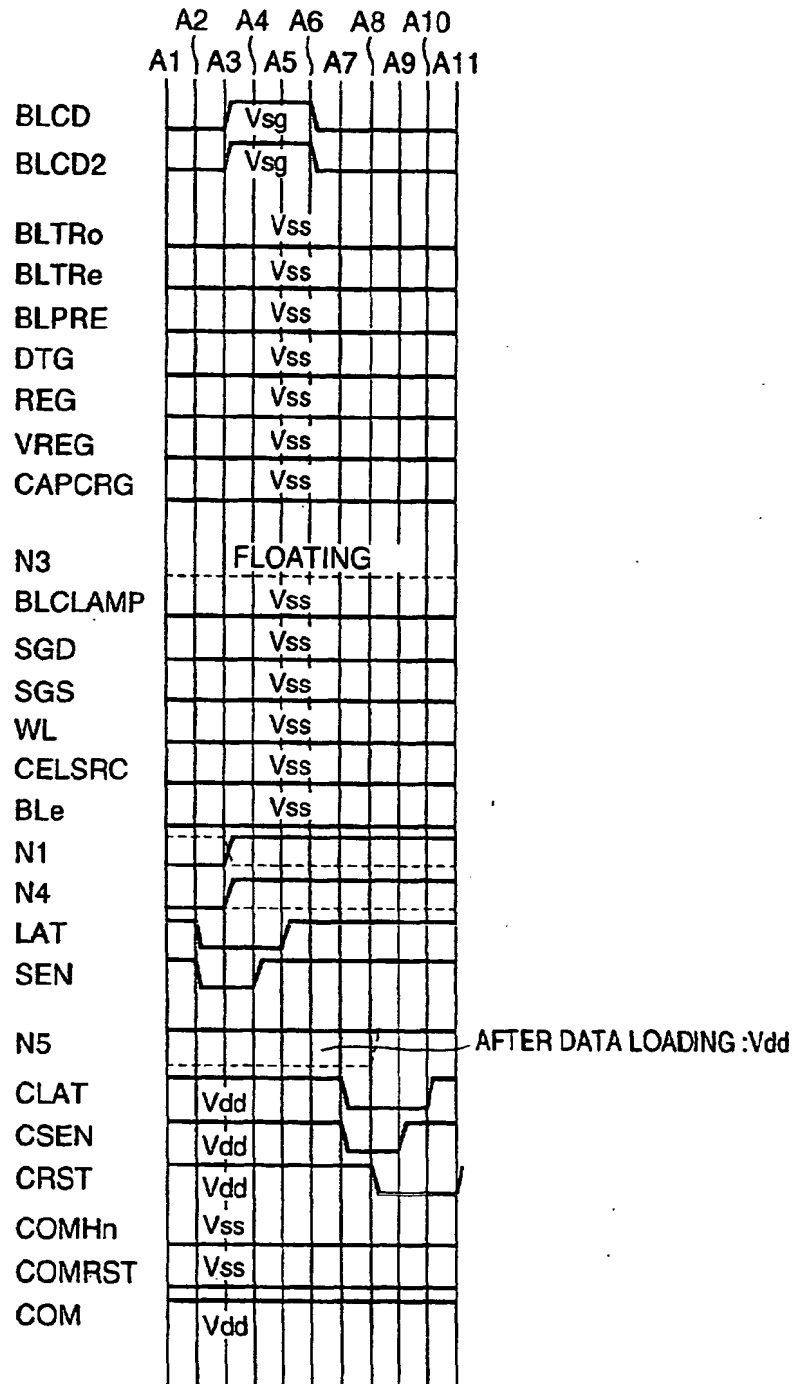 A2 A4 A6 A8 A10
A1 A3 A5 A7 A9 A11
BLCD Vsg
BLCD2 Vsg
BLTRo Vss
BLTRe Vss
BLPRE Vss
DTG Vss
REG Vss
VREG Vss
CAPCRG Vss
N3 FLOATING
BLCLAMP Vss
SGD Vss
SGS Vss
WL Vss
CELSRC Vss
BLe Vss
N1
N4
LAT
SEN
N5 AFTER DATA LOADING :Vdd
CLAT Vdd
CSEN Vdd
CRST Vdd
COMHn Vss
COMRST Vss
COM Vdd